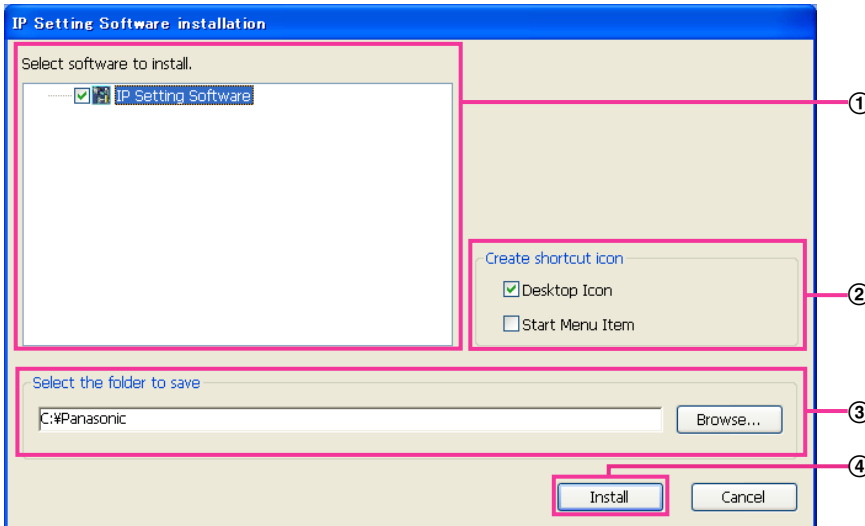 IP Setting Software installation
Select software to install.
IP Setting Software
①
Create shortcut icon
Desktop Icon
②
Start Menu Item
Select the folder to save
C:¥Panasonic
Browse...
③
④
Install
Cancel